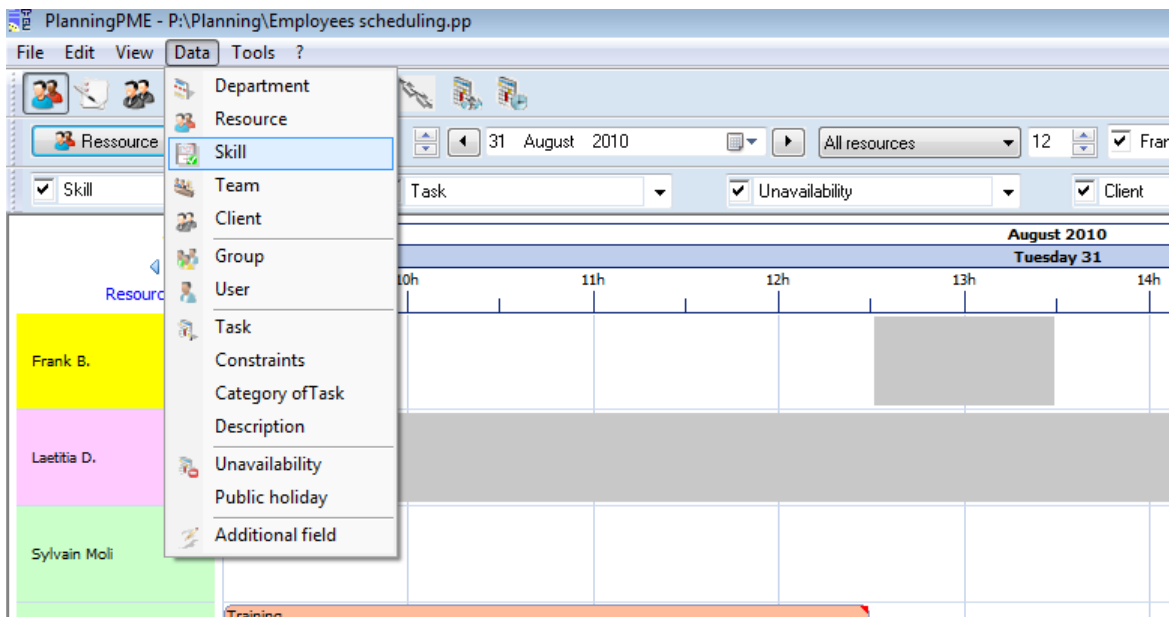 PlanningPME - P:\Planning\Employees scheduling.pp
File Edit View Data Tools ?
Department
Resource
Skill
Team
Client
Group
User
Task
Constraints
Category ofTask
Description
Unavailability
Public holiday
Additional field
Ressource 31 August 2010 All resources 12
Skill Task Unavailability Client
August 2010
Tuesday 31
10h 11h 12h 13h 14h
Frank B.
Laetitia D.
Sylvain Moli
Training